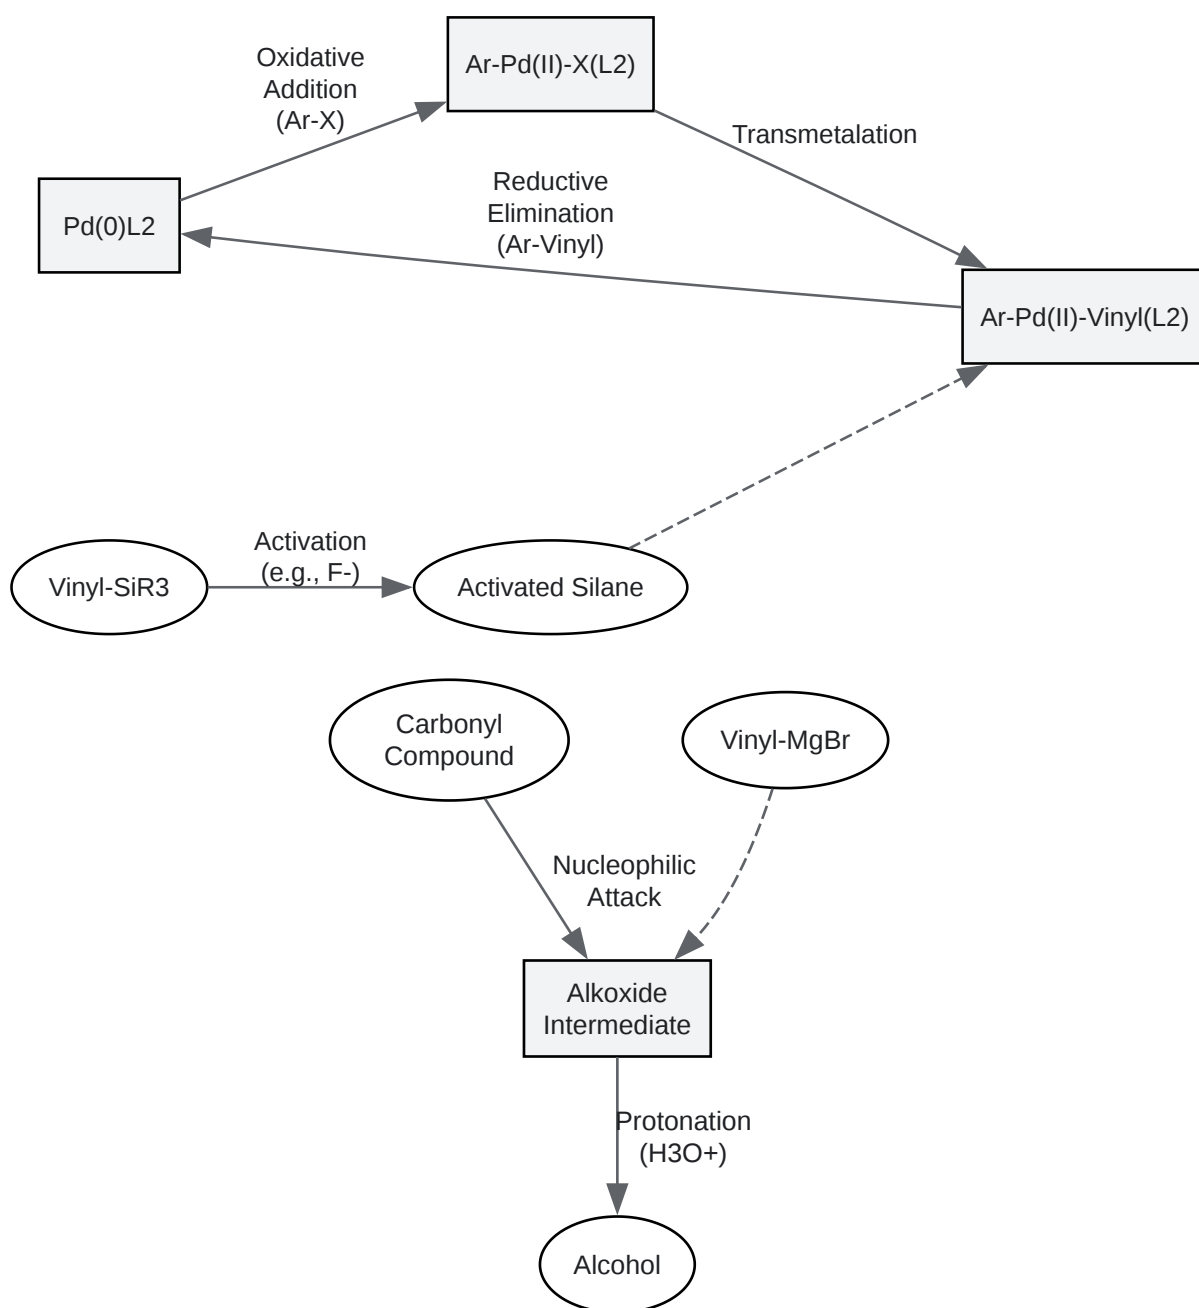 Oxidative
Addition
(Ar-X)
Ar-Pd(II)-X(L2)
Transmetalation
Reductive
Elimination
(Ar-Vinyl)
Pd(0)L2
Ar-Pd(II)-Vinyl(L2)
Activation
(e.g., F-)
Vinyl-SiR3
Activated Silane
Carbonyl
Compound
Vinyl-MgBr
Nucleophilic
Attack
Alkoxide
Intermediate
Protonation
(H3O+)
Alcohol